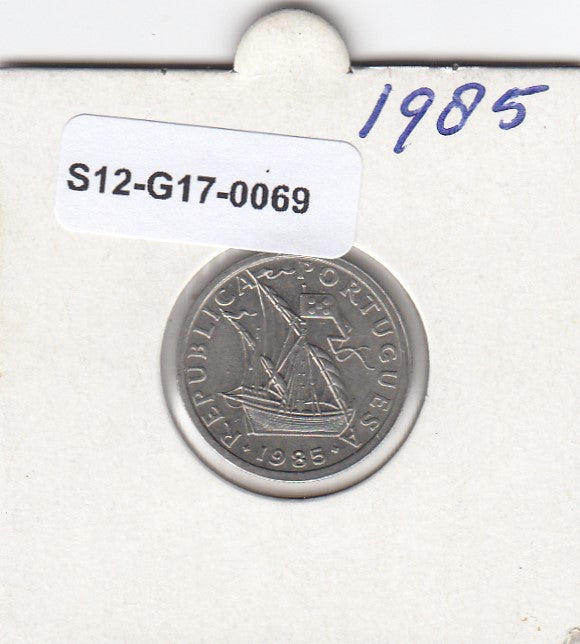 1985
S12-G17-0069
REPUBLICA PORTUGUESA
1985